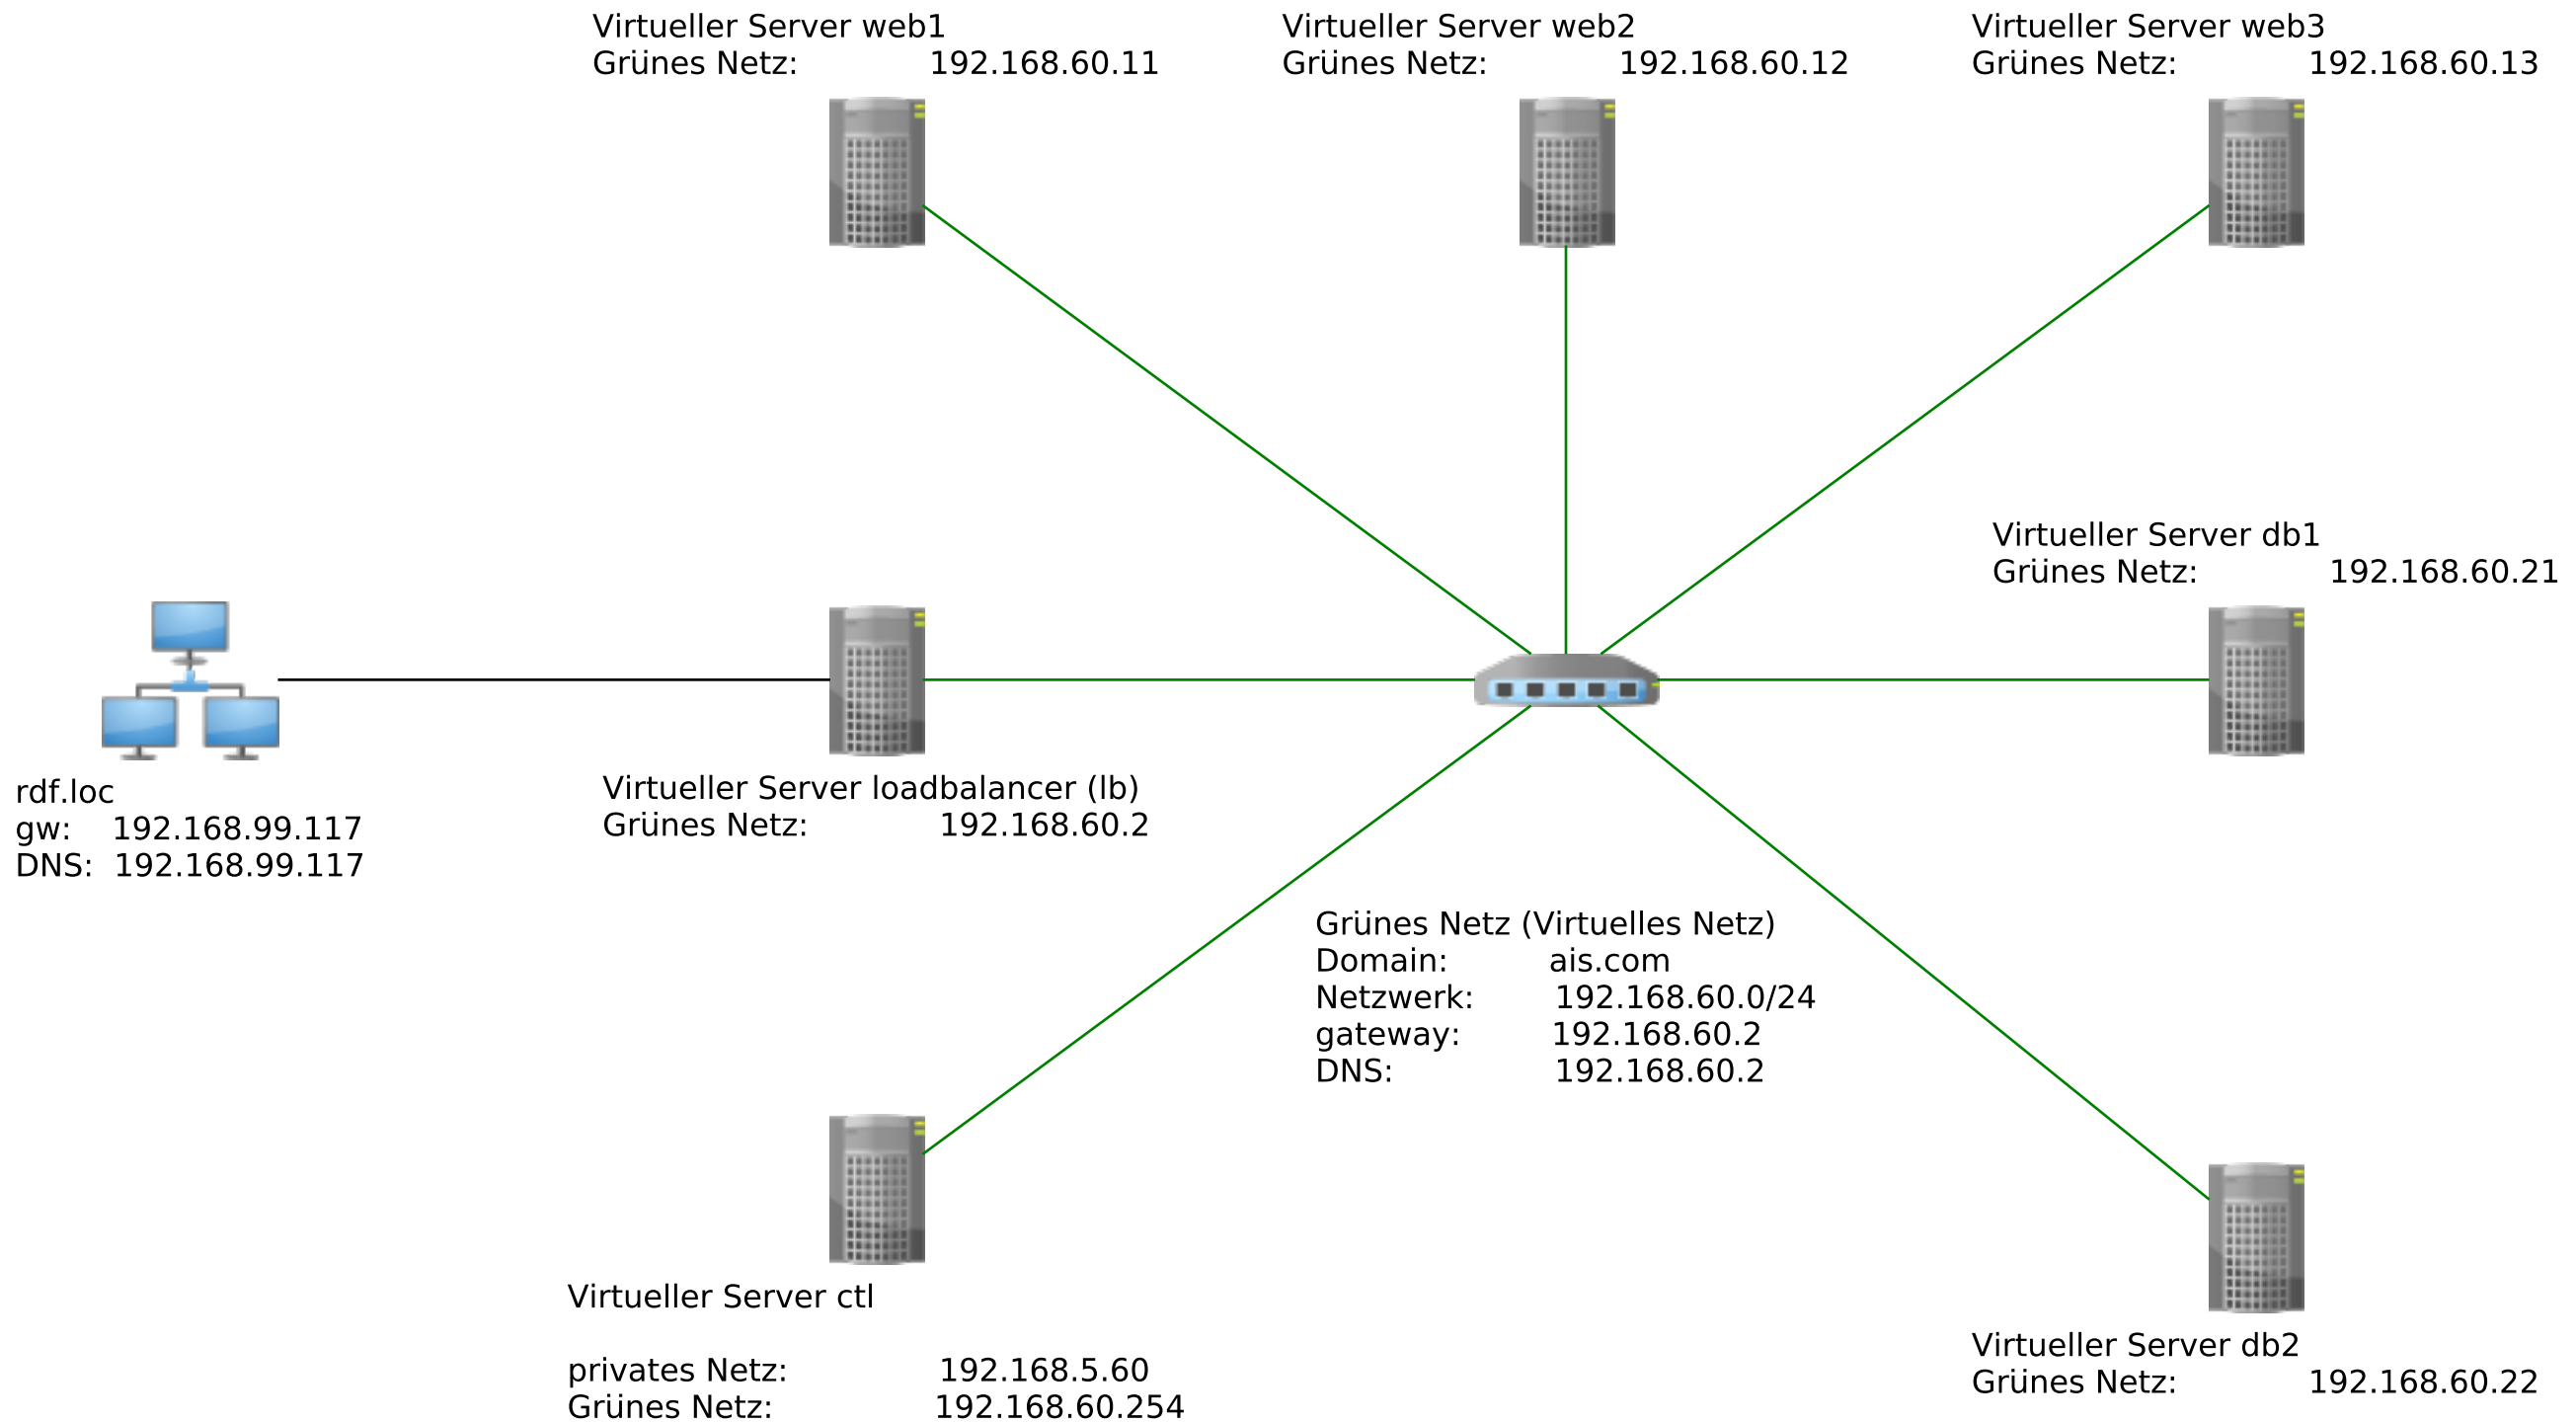 Virtueller Server web1
Grünes Netz: 192.168.60.11
Virtueller Server web2
Grünes Netz: 192.168.60.12
Virtueller Server web3
Grünes Netz: 192.168.60.13
Virtueller Server db1
Grünes Netz: 192.168.60.21
rdf.loc
gw: 192.168.99.117
DNS: 192.168.99.117
Virtueller Server loadbalancer (lb)
Grünes Netz: 192.168.60.2
Grünes Netz (Virtuelles Netz)
Domain: ais.com
Netzwerk: 192.168.60.0/24
gateway: 192.168.60.2
DNS: 192.168.60.2
Virtueller Server ctl
privates Netz: 192.168.5.60
Grünes Netz: 192.168.60.254
Virtueller Server db2
Grünes Netz: 192.168.60.22